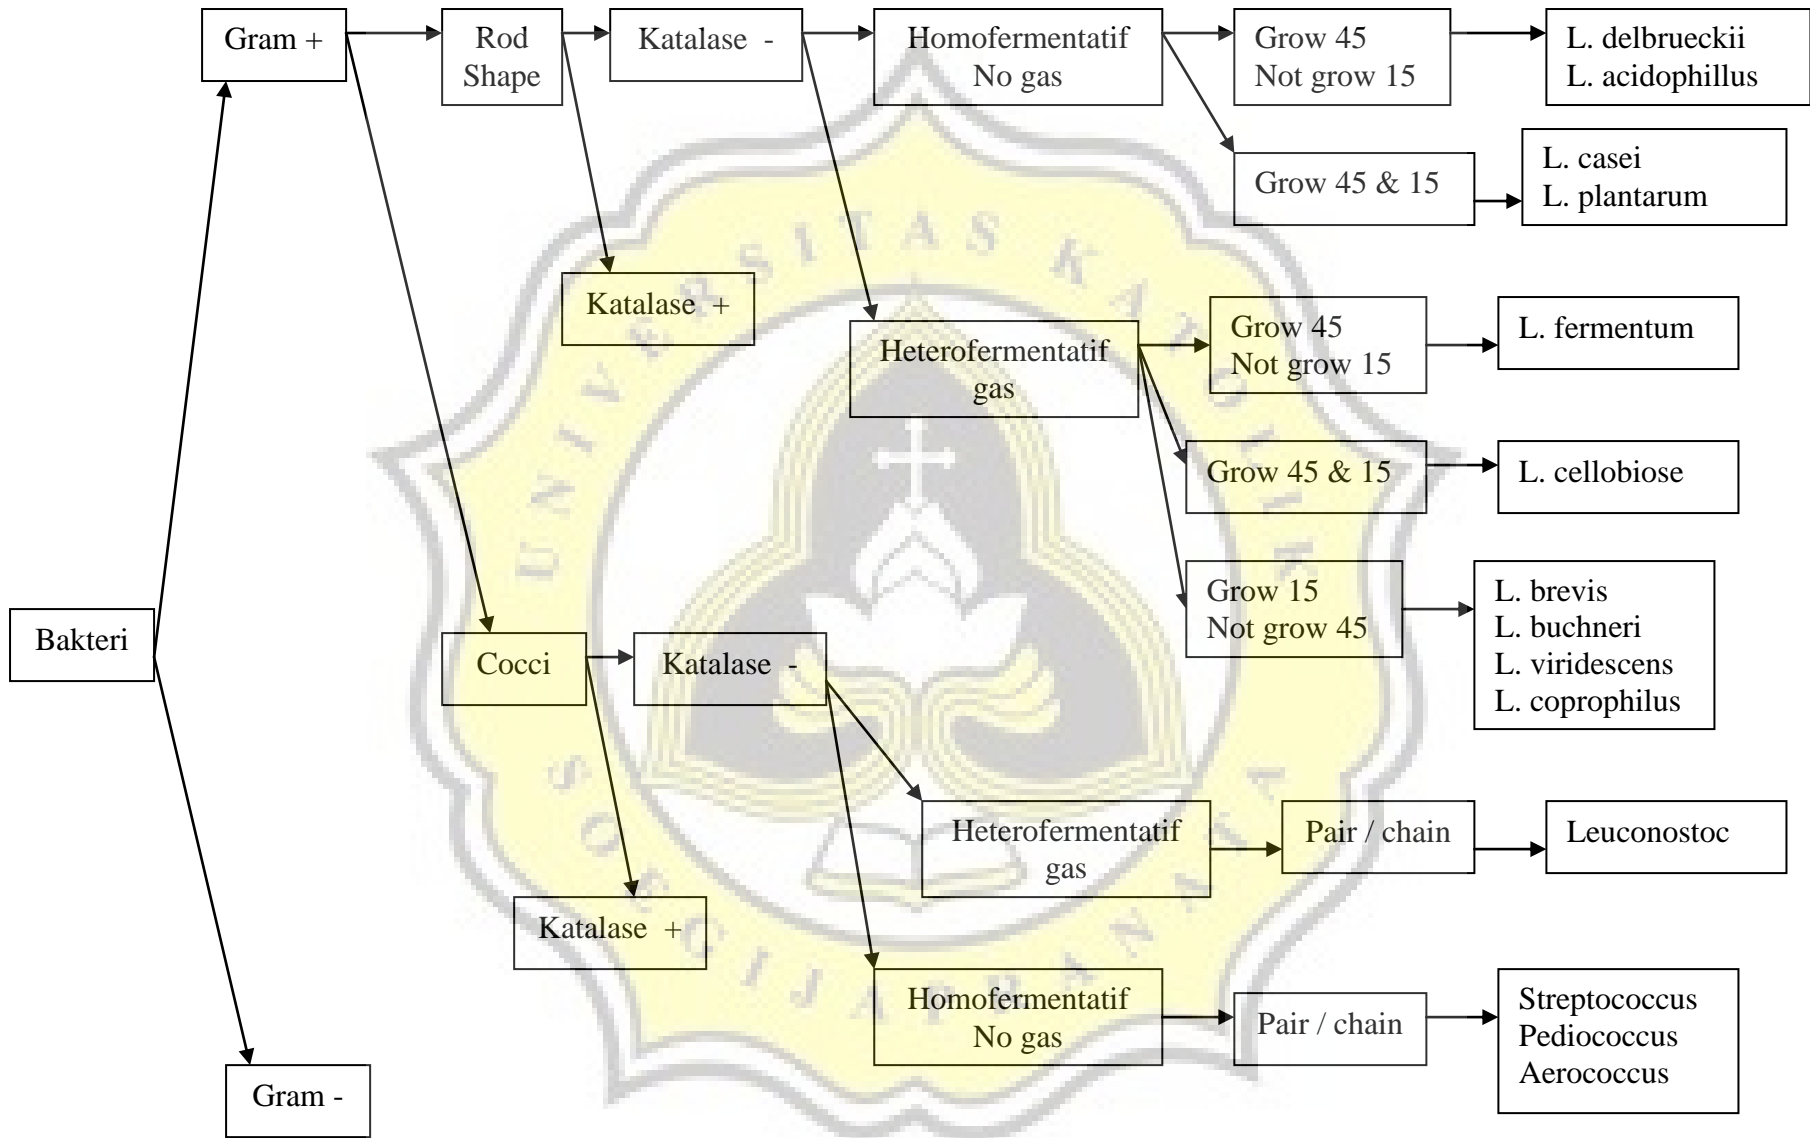 Gram +
Rod
Shape
Katalase -
Homofermentatif
No gas
Grow 45
Not grow 15
L. delbrueckii
L. acidophillus
Grow 45 & 15
L. casei
L. plantarum
Katalase +
Heterofermentatif
gas
Grow 45
Not grow 15
L. fermentum
Grow 45 & 15
L. cellobiose
Grow 15
Not grow 45
L. brevis
L. buchneri
L. viridescens
L. coprophilus
Bakteri
Cocci
Katalase -
Heterofermentatif
gas
Pair / chain
Leuconostoc
Katalase +
Homofermentatif
No gas
Pair / chain
Streptococcus
Pediococcus
Aerococcus
Gram -
UNIVERSITAS KATOLIK
SOEGIJAPRANATA